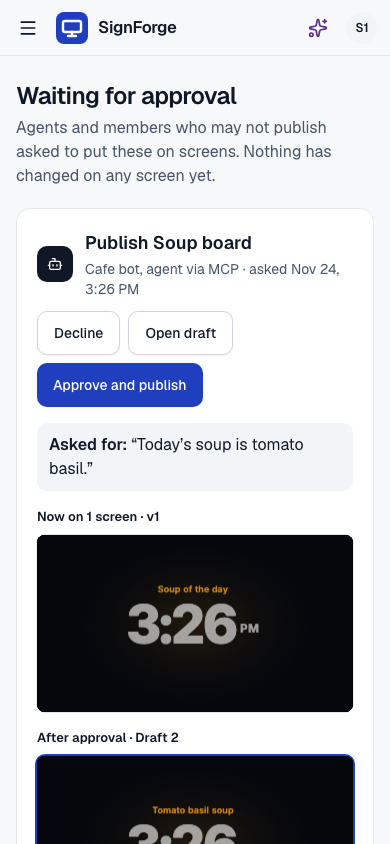 SignForge
S1
Waiting for approval
Agents and members who may not publish
asked to put these on screens. Nothing has
changed on any screen yet.
Publish Soup board
Cafe bot, agent via MCP · asked Nov 24,
3:26 PM
Decline
Open draft
Approve and publish
Asked for: “Today’s soup is tomato
basil.”
Now on 1 screen · v1
Soup of the day
3:26 PM
After approval · Draft 2
Tomato basil soup
3:26